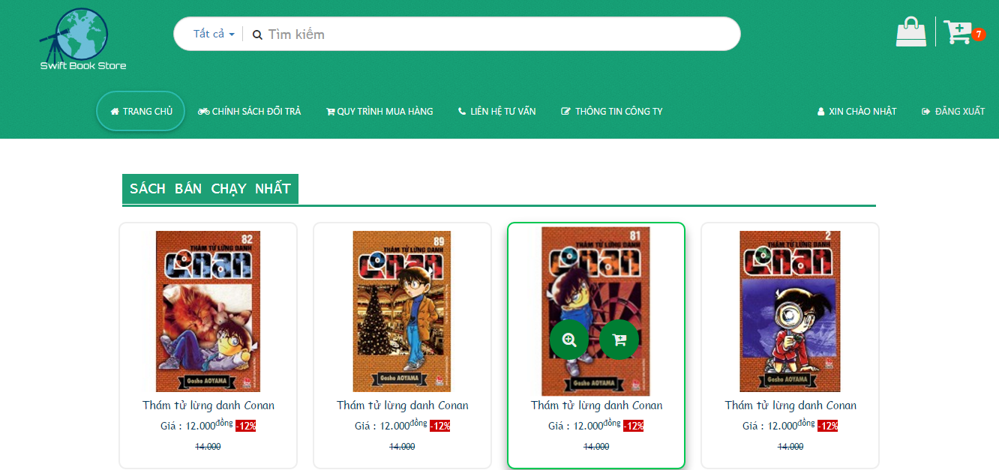 Swift Book Store
Tất cả
Tìm kiếm
7
TRANG CHỦ
CHÍNH SÁCH ĐỔI TRẢ
QUY TRÌNH MUA HÀNG
LIÊN HỆ TƯ VẤN
THÔNG TIN CÔNG TY
XIN CHÀO NHẬT
ĐĂNG XUẤT
SÁCH BÁN CHẠY NHẤT
82
THÁM TỬ LỪNG DANH
Conan
Gosho AOYAMA
Thám tử lừng danh Conan
Giá : 12.000đồng -12%
14.000
89
THÁM TỬ LỪNG DANH
Conan
Gosho AOYAMA
Thám tử lừng danh Conan
Giá : 12.000đồng -12%
14.000
81
THÁM TỬ LỪNG DANH
Conan
Gosho AOYAMA
Thám tử lừng danh Conan
Giá : 12.000đồng -12%
14.000
2
THÁM TỬ LỪNG DANH
Conan
Gosho AOYAMA
Thám tử lừng danh Conan
Giá : 12.000đồng -12%
14.000